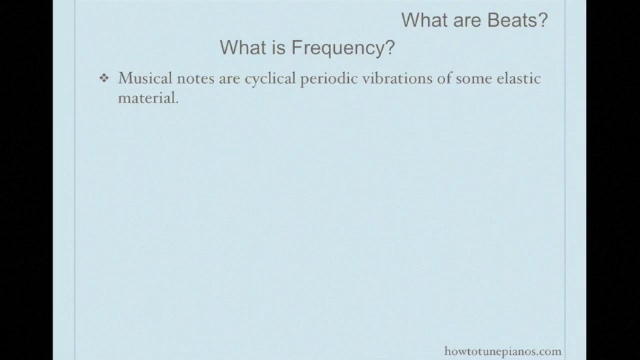 What are Beats?
What is Frequency?
❖ Musical notes are cyclical periodic vibrations of some elastic
material.
howtotunepianos.com